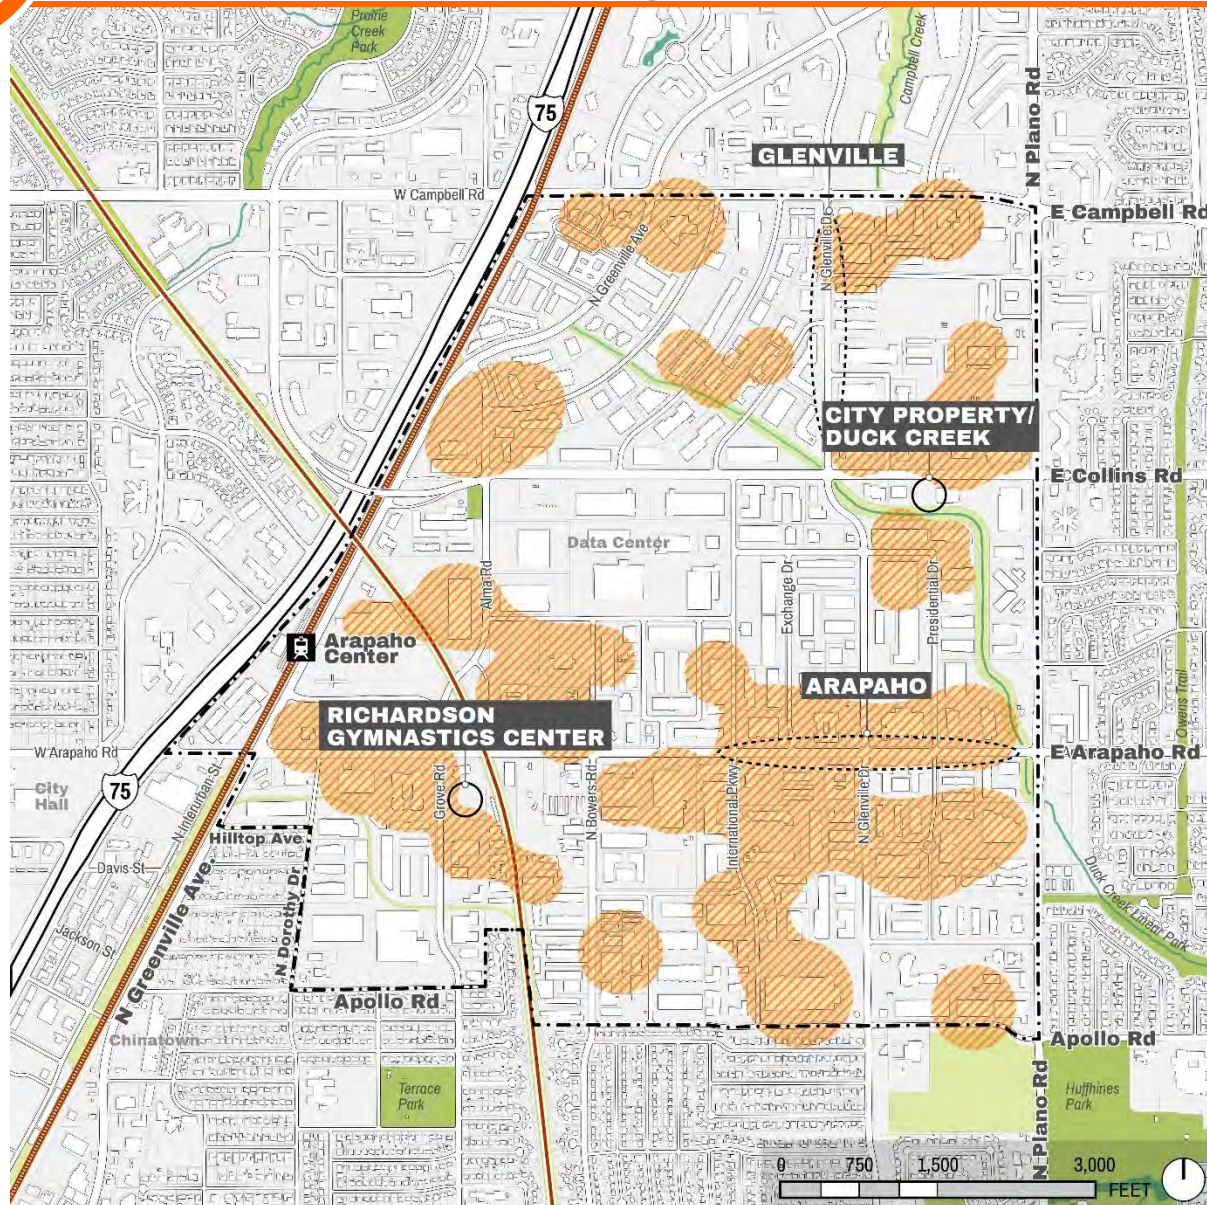 Prairie
Creek
Park
Campbell Creek
N Plano Rd
75
GLENVILLE
W Campbell Rd
E Campbell Rd
N Glenville Dr
N Greenville Ave
CITY PROPERTY/
DUCK CREEK
E Collins Rd
Data Center
Alma Rd
Exchange Dr
Presidential Dr
Arapaho
Center
ARAPAHO
Owens Trail
RICHARDSON
GYMNASTICS CENTER
W Arapaho Rd
E Arapaho Rd
City
Hall
75
N Interurban St
Grove Rd
N Bowers Rd
International Pkwy
N Glenville Dr
Hilltop Ave
Davis St
N Dorothy Dr
Duck Creek Linear Park
Jackson St
N Greenville Ave.
Apollo Rd
Chinatown
Apollo Rd
Terrace
Park
N Plano Rd
Huffhines
Park
0 750 1,500 3,000
FEET